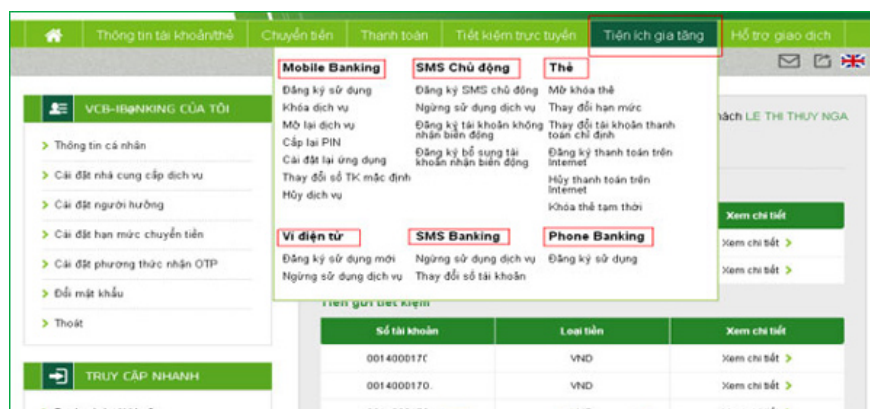 Thông tin tài khoản/thẻ
Chuyển tiền
Thanh toán
Tiết kiệm trực tuyến
Tiện ích gia tăng
Hỗ trợ giao dịch
VCB-IB@NKING CỦA TÔI
Thông tin cá nhân
Cài đặt nhà cung cấp dịch vụ
Cài đặt người hưởng
Cài đặt hạn mức chuyển tiền
Cài đặt phương thức nhận OTP
Đổi mật khẩu
Thoát
TRUY CẬP NHANH
Mobile Banking
Đăng ký sử dụng
Khóa dịch vụ
Mở lại dịch vụ
Cấp lại PIN
Cài đặt lại ứng dụng
Thay đổi số TK mặc định
Hủy dịch vụ
SMS Chủ động
Đăng ký SMS chủ động
Ngừng sử dụng dịch vụ
Đăng ký tài khoản không
nhận biến động
Đăng ký bổ sung tài
khoản nhận biến động
Thẻ
Mở khóa thẻ
Thay đổi hạn mức
Thay đổi tài khoản thanh
toán chỉ định
Đăng ký thanh toán trên
Internet
Hủy thanh toán trên
Internet
Khóa thẻ tạm thời
Ví điện tử
Đăng ký sử dụng mới
Ngừng sử dụng dịch vụ
SMS Banking
Ngừng sử dụng dịch vụ
Thay đổi số tài khoản
Phone Banking
Đăng ký sử dụng
hách LE THI THUY NGA
Xem chi tiết
Xem chi tiết
Xem chi tiết
Tiền gửi tiết kiệm
Số tài khoản Loại tiền Xem chi tiết
0014000170 VND Xem chi tiết
0014000170. VND Xem chi tiết